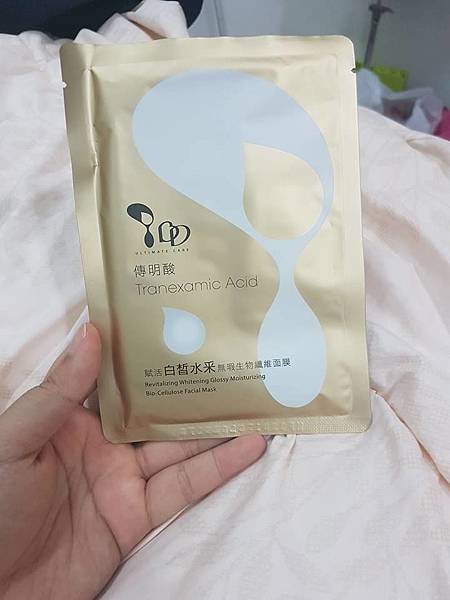 ULTIMATE CARE
傳明酸
Tranexamic Acid
賦活白皙水采無瑕生物纖維面膜
Revitalizing Whitening Glossy Moisturizing
Bio-Cellulose Facial Mask